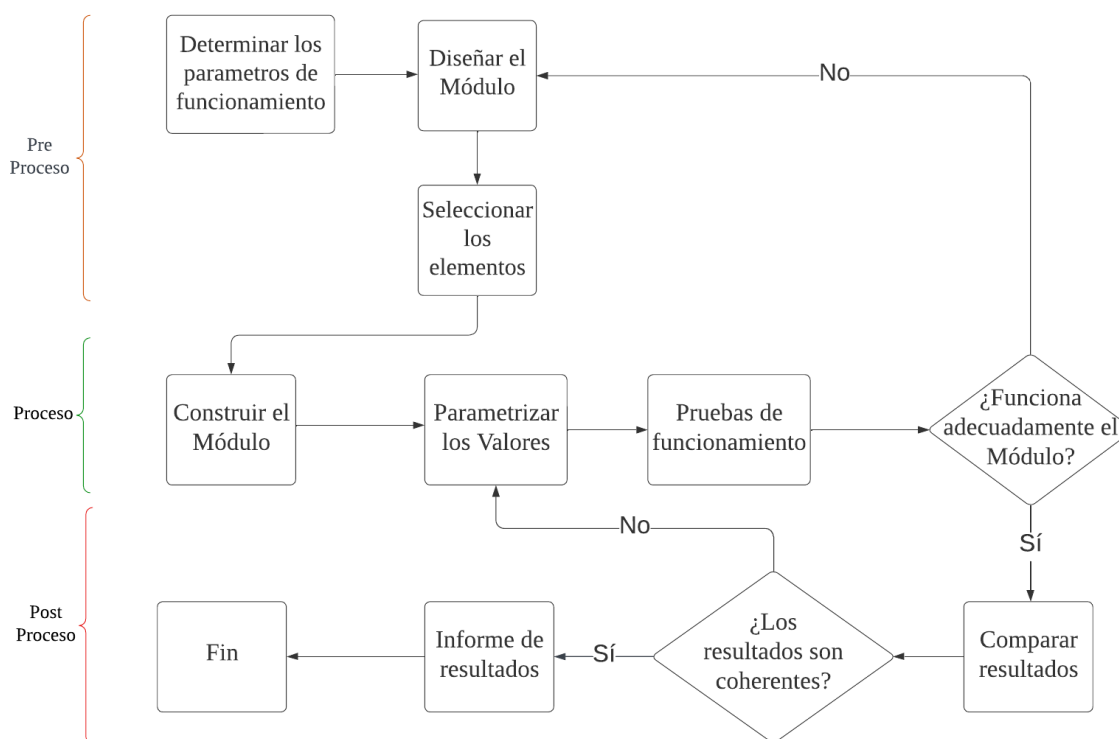 Determinar los
parametros de
funcionamiento
Diseñar el
Módulo
No
Pre
Proceso
Seleccionar
los
elementos
Proceso
Construir el
Módulo
Parametrizar
los Valores
Pruebas de
funcionamiento
¿Funciona
adecuadamente el
Módulo?
No
Sí
Post
Proceso
Fin
Informe de
resultados
Sí
¿Los
resultados son
coherentes?
Comparar
resultados